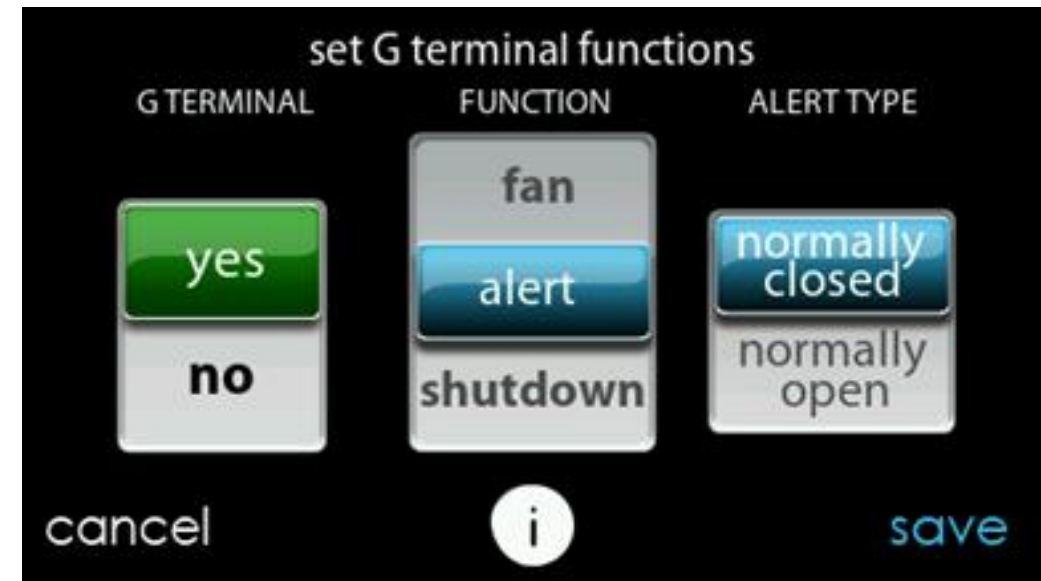 set G terminal functions
G TERMINAL FUNCTION ALERT TYPE
yes
no
fan
alert
shutdown
normally
closed
normally
open
cancel i save